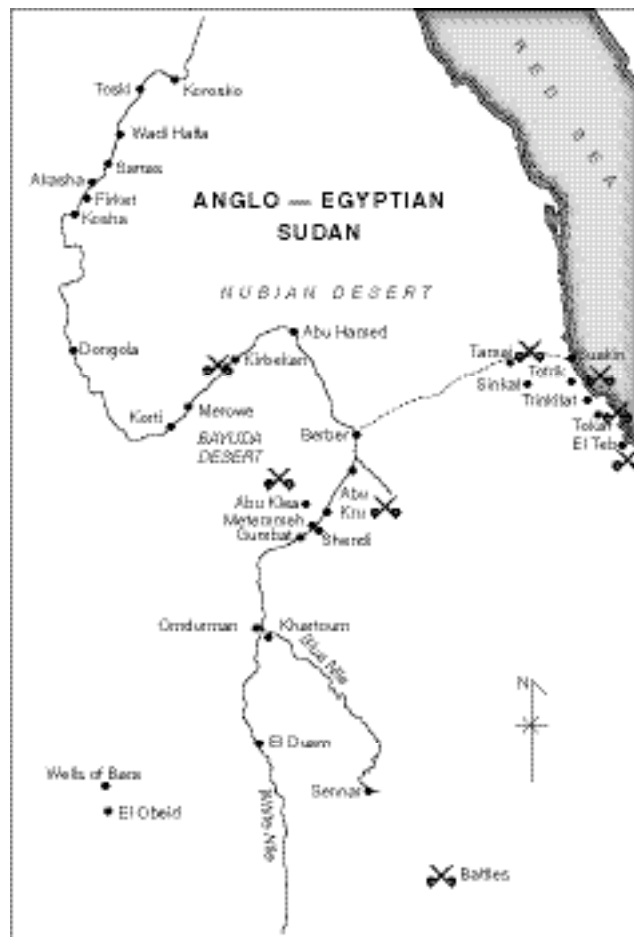 RED SEA
Toski
Korosko
Wadi Halfa
Sarras
Akasha
Firket
Kosha
ANGLO — EGYPTIAN
SUDAN
NUBIAN DESERT
Abu Hamed
Dongola
Kirbekan
Tamai
Suakin
Tofrik
Sinkat
Trinkitat
Merowe
Korti
Tokar
Berber
El Teb
BAYUDA
DESERT
Abu Klea
Abu
Kru
Metemmeh
Gumbat
Shendi
Omdurman
Khartoum
Blue Nile
N
El Duem
Wells of Bara
Sennar
El Obeid
White Nile
Battles